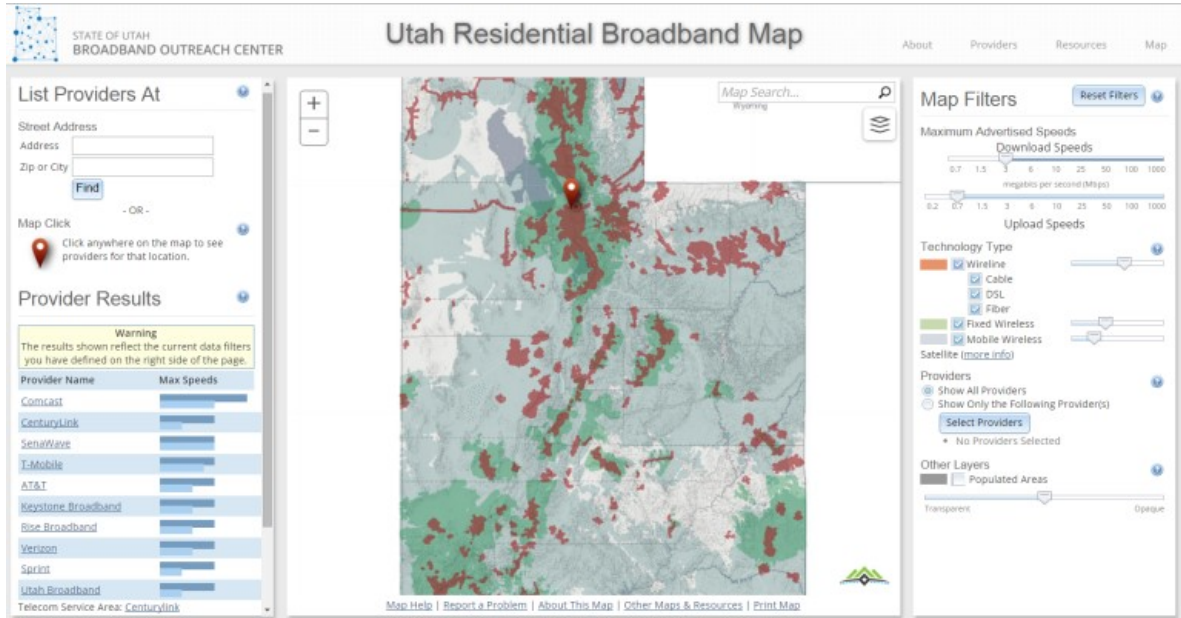 STATE OF UTAH
BROADBAND OUTREACH CENTER
Utah Residential Broadband Map
About Providers Resources Map
List Providers At
Street Address
Address
Zip or City
Find
- OR -
Map Click
Click anywhere on the map to see
providers for that location.
Provider Results
Warning
The results shown reflect the current data filters
you have defined on the right side of the page.
Provider Name Max Speeds
Comcast
CenturyLink
SenaWave
T-Mobile
AT&T
Keystone Broadband
Rise Broadband
Verizon
Sprint
Utah Broadband
Telecom Service Area: Centurylink
+
−
Map Search...
Wyoming
Map Help | Report a Problem | About This Map | Other Maps & Resources | Print Map
Map Filters
Reset Filters
Maximum Advertised Speeds
Download Speeds
0.7 1.5 3 6 10 25 50 100 1000
megabits per second (Mbps)
0.2 0.7 1.5 3 6 10 25 50 100 1000
Upload Speeds
Technology Type
Wireline
Cable
DSL
Fiber
Fixed Wireless
Mobile Wireless
Satellite (more info)
Providers
Show All Providers
Show Only the Following Provider(s)
Select Providers
• No Providers Selected
Other Layers
Populated Areas
Transparent Opaque